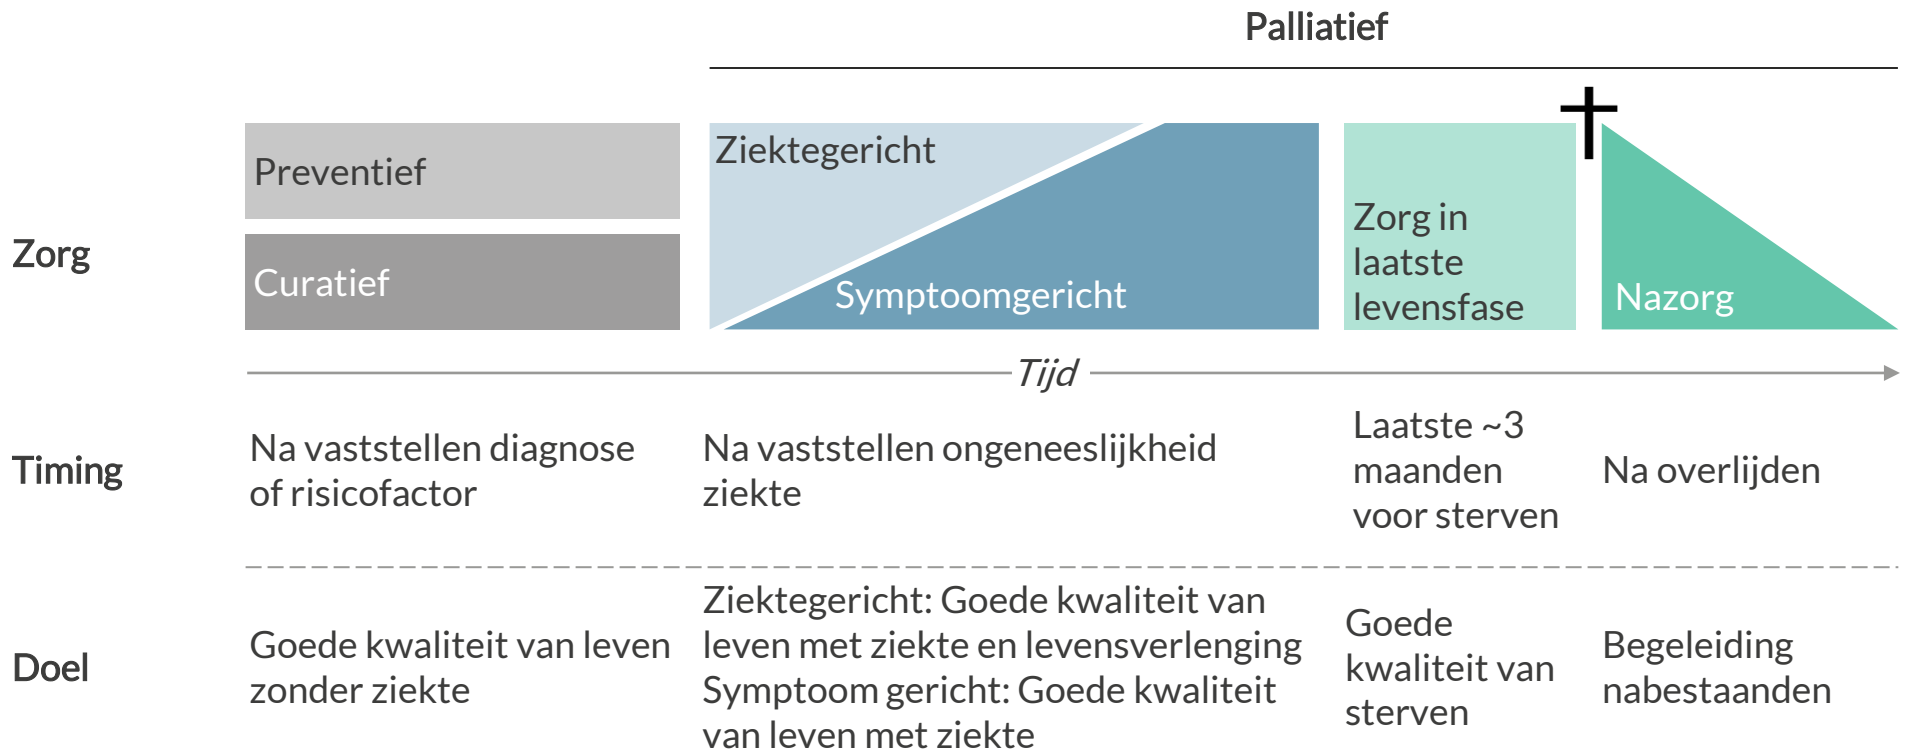 Palliatief
Zorg
Preventief
Curatief
Ziektegericht
Symptoomgericht
Zorg in
laatste
levensfase
Nazorg
Tijd
Timing
Na vaststellen diagnose
of risicofactor
Na vaststellen ongeneeslijkheid
ziekte
Laatste ~3
maanden
voor sterven
Na overlijden
Doel
Goede kwaliteit van leven
zonder ziekte
Ziektegericht: Goede kwaliteit van
leven met ziekte en levensverlenging
Symptoom gericht: Goede kwaliteit
van leven met ziekte
Goede
kwaliteit van
sterven
Begeleiding
nabestaanden